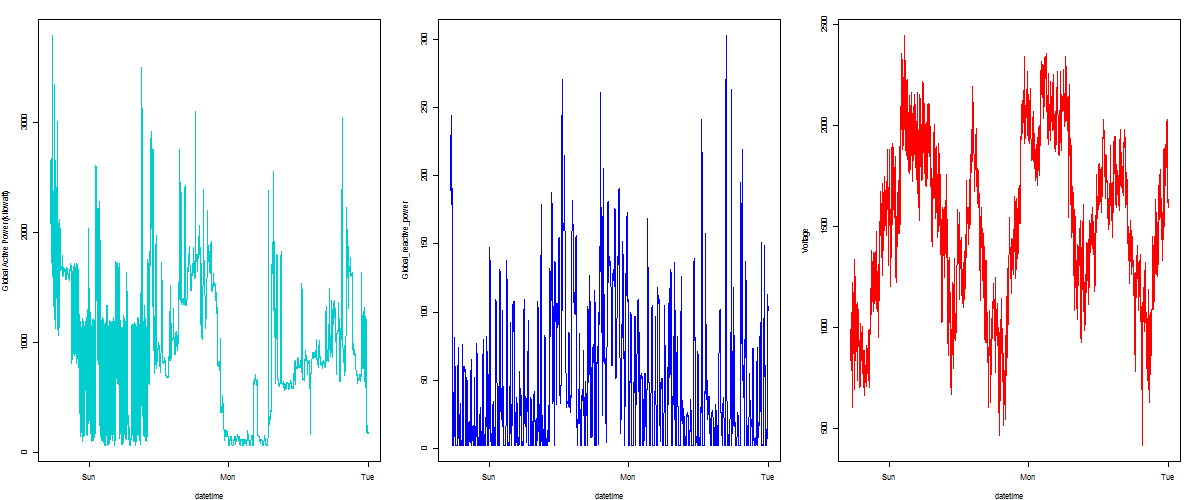 Global Active Power(kilowatt)
3000
2000
1000
0
Sun
Mon
Tue
datetime
Global_reactive_power
300
250
200
150
100
50
0
Sun
Mon
Tue
datetime
Voltage
2500
2000
1500
1000
500
Sun
Mon
Tue
datetime